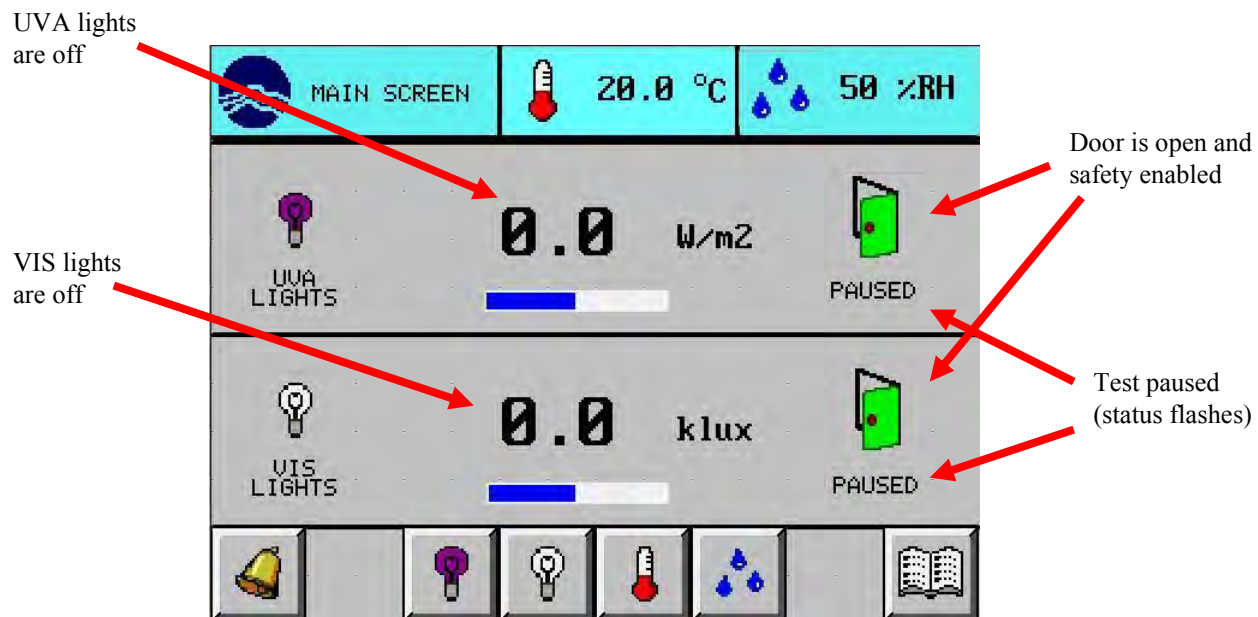 UVA lights
are off
MAIN SCREEN
20.0 °C
50 %RH
Door is open and
safety enabled
0.0 W/m2
UVA
LIGHTS
PAUSED
VIS lights
are off
Test paused
(status flashes)
0.0 klux
VIS
LIGHTS
PAUSED